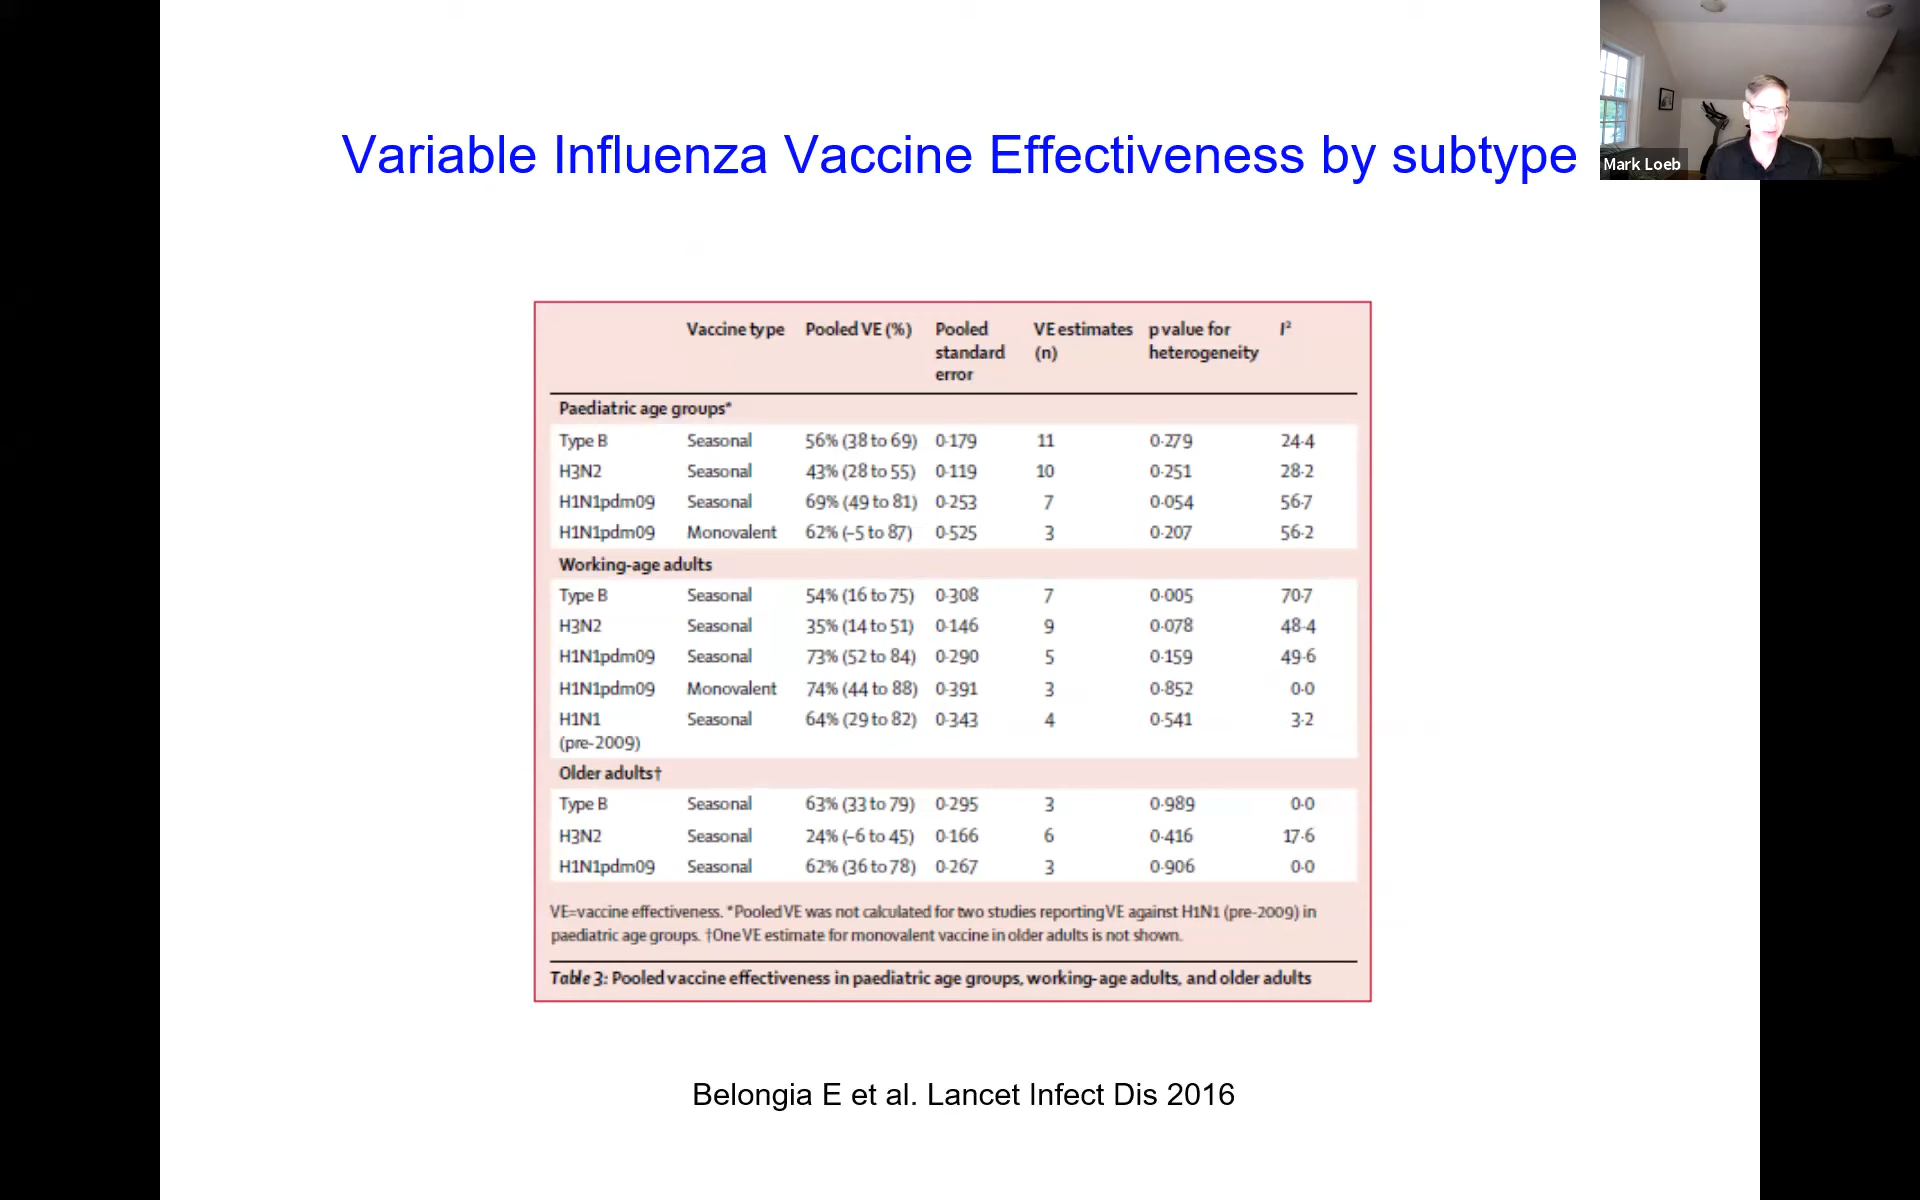 Variable Influenza Vaccine Effectiveness by subtype
Mark Loeb
Vaccine type Pooled VE (%) Pooled standard error VE estimates (n) p value for heterogeneity I²
Paediatric age groups*
Type B Seasonal 56% (38 to 69) 0·179 11 0·279 24·4
H3N2 Seasonal 43% (28 to 55) 0·119 10 0·251 28·2
H1N1pdm09 Seasonal 69% (49 to 81) 0·253 7 0·054 56·7
H1N1pdm09 Monovalent 62% (–5 to 87) 0·525 3 0·207 56·2
Working-age adults
Type B Seasonal 54% (16 to 75) 0·308 7 0·005 70·7
H3N2 Seasonal 35% (14 to 51) 0·146 9 0·078 48·4
H1N1pdm09 Seasonal 73% (52 to 84) 0·290 5 0·159 49·6
H1N1pdm09 Monovalent 74% (44 to 88) 0·391 3 0·852 0·0
H1N1 Seasonal 64% (29 to 82) 0·343 4 0·541 3·2
(pre-2009)
Older adults†
Type B Seasonal 63% (33 to 79) 0·295 3 0·989 0·0
H3N2 Seasonal 24% (–6 to 45) 0·166 6 0·416 17·6
H1N1pdm09 Seasonal 62% (36 to 78) 0·267 3 0·906 0·0
VE=vaccine effectiveness. *Pooled VE was not calculated for two studies reporting VE against H1N1 (pre-2009) in
paediatric age groups. †One VE estimate for monovalent vaccine in older adults is not shown.
Table 3: Pooled vaccine effectiveness in paediatric age groups, working-age adults, and older adults
Belongia E et al. Lancet Infect Dis 2016